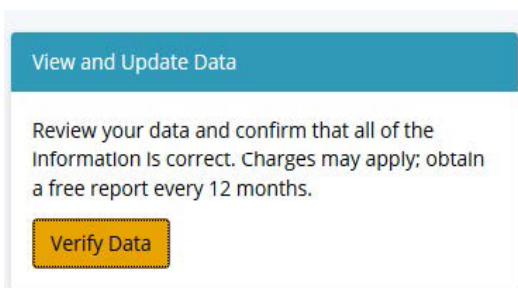 View and Update Data
Review your data and confirm that all of the
information is correct. Charges may apply; obtain
a free report every 12 months.
Verify Data